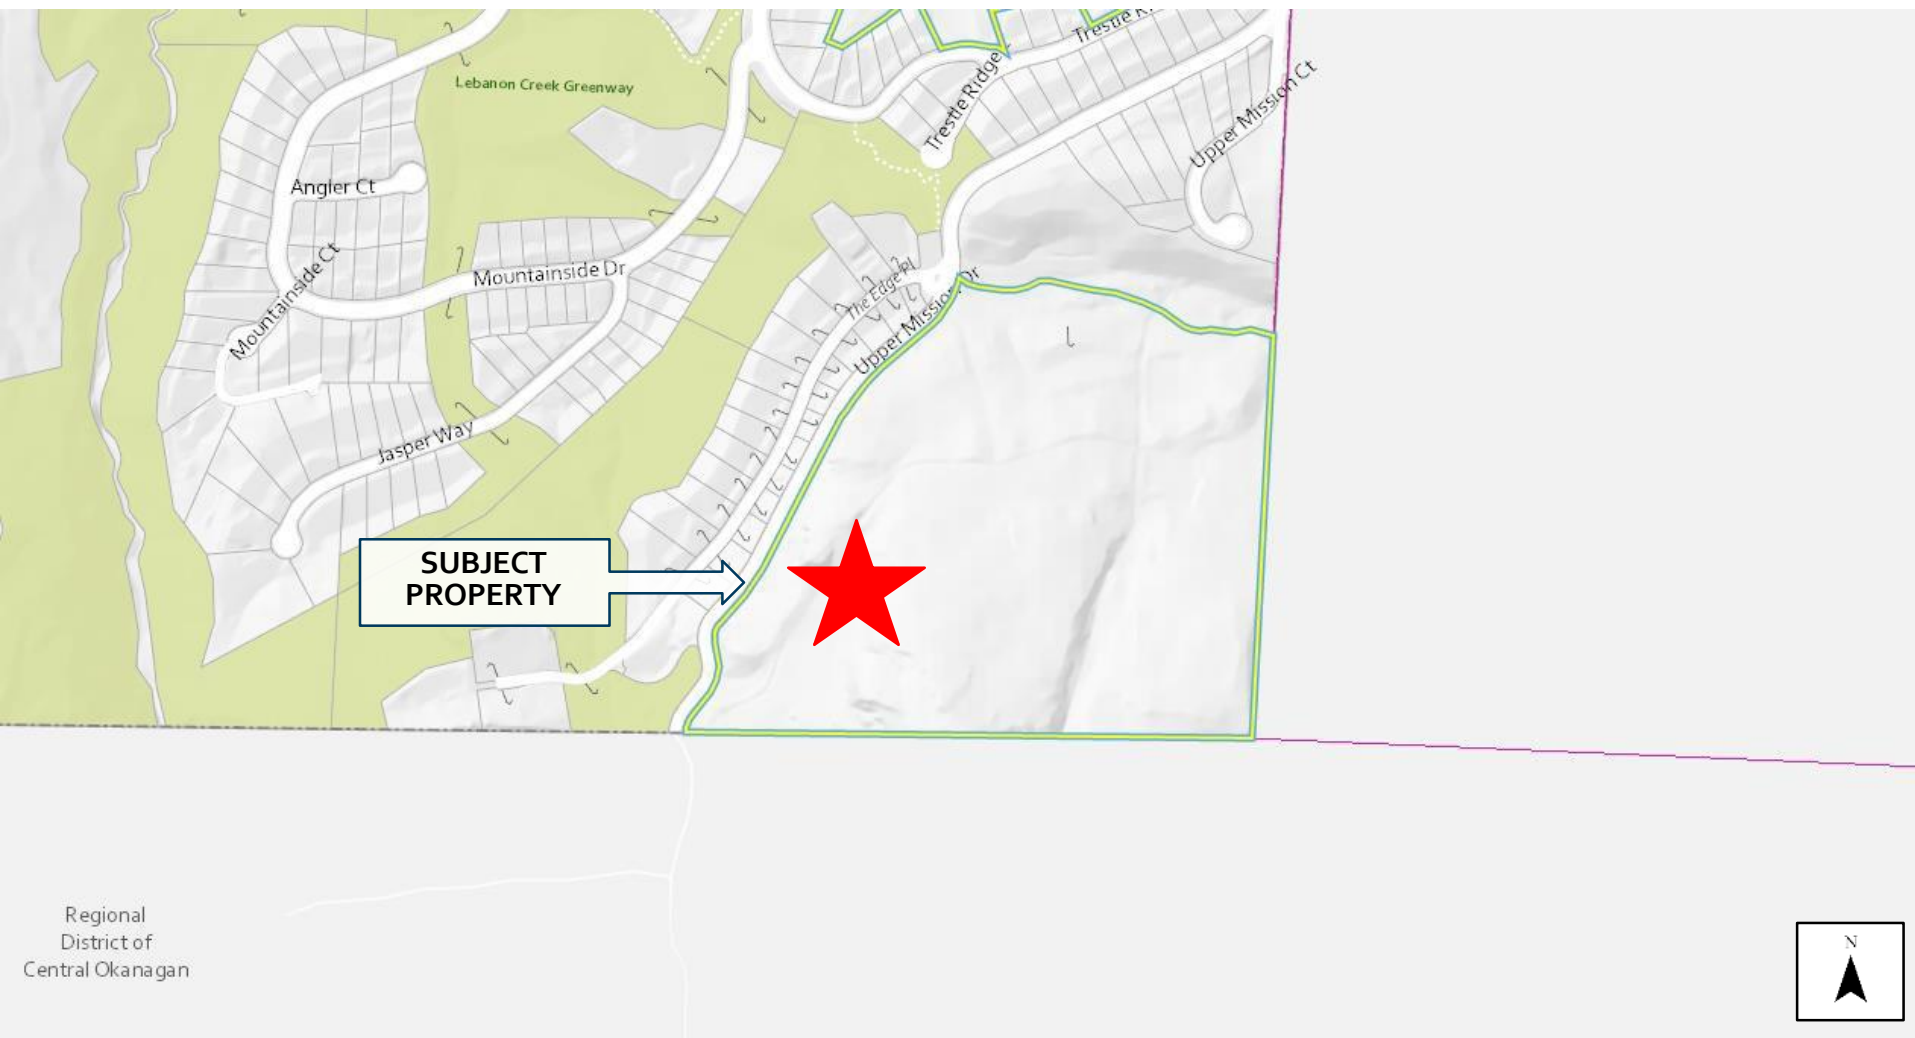 Trestle R
Lebanon Creek Greenway
Trestle Ridge
Upper Mission Ct
Angler Ct
Mountainside Ct
Mountainside Dr
The Edge Pl
Upper Mission Dr
Jasper Way
SUBJECT
PROPERTY
Regional
District of
Central Okanagan
N